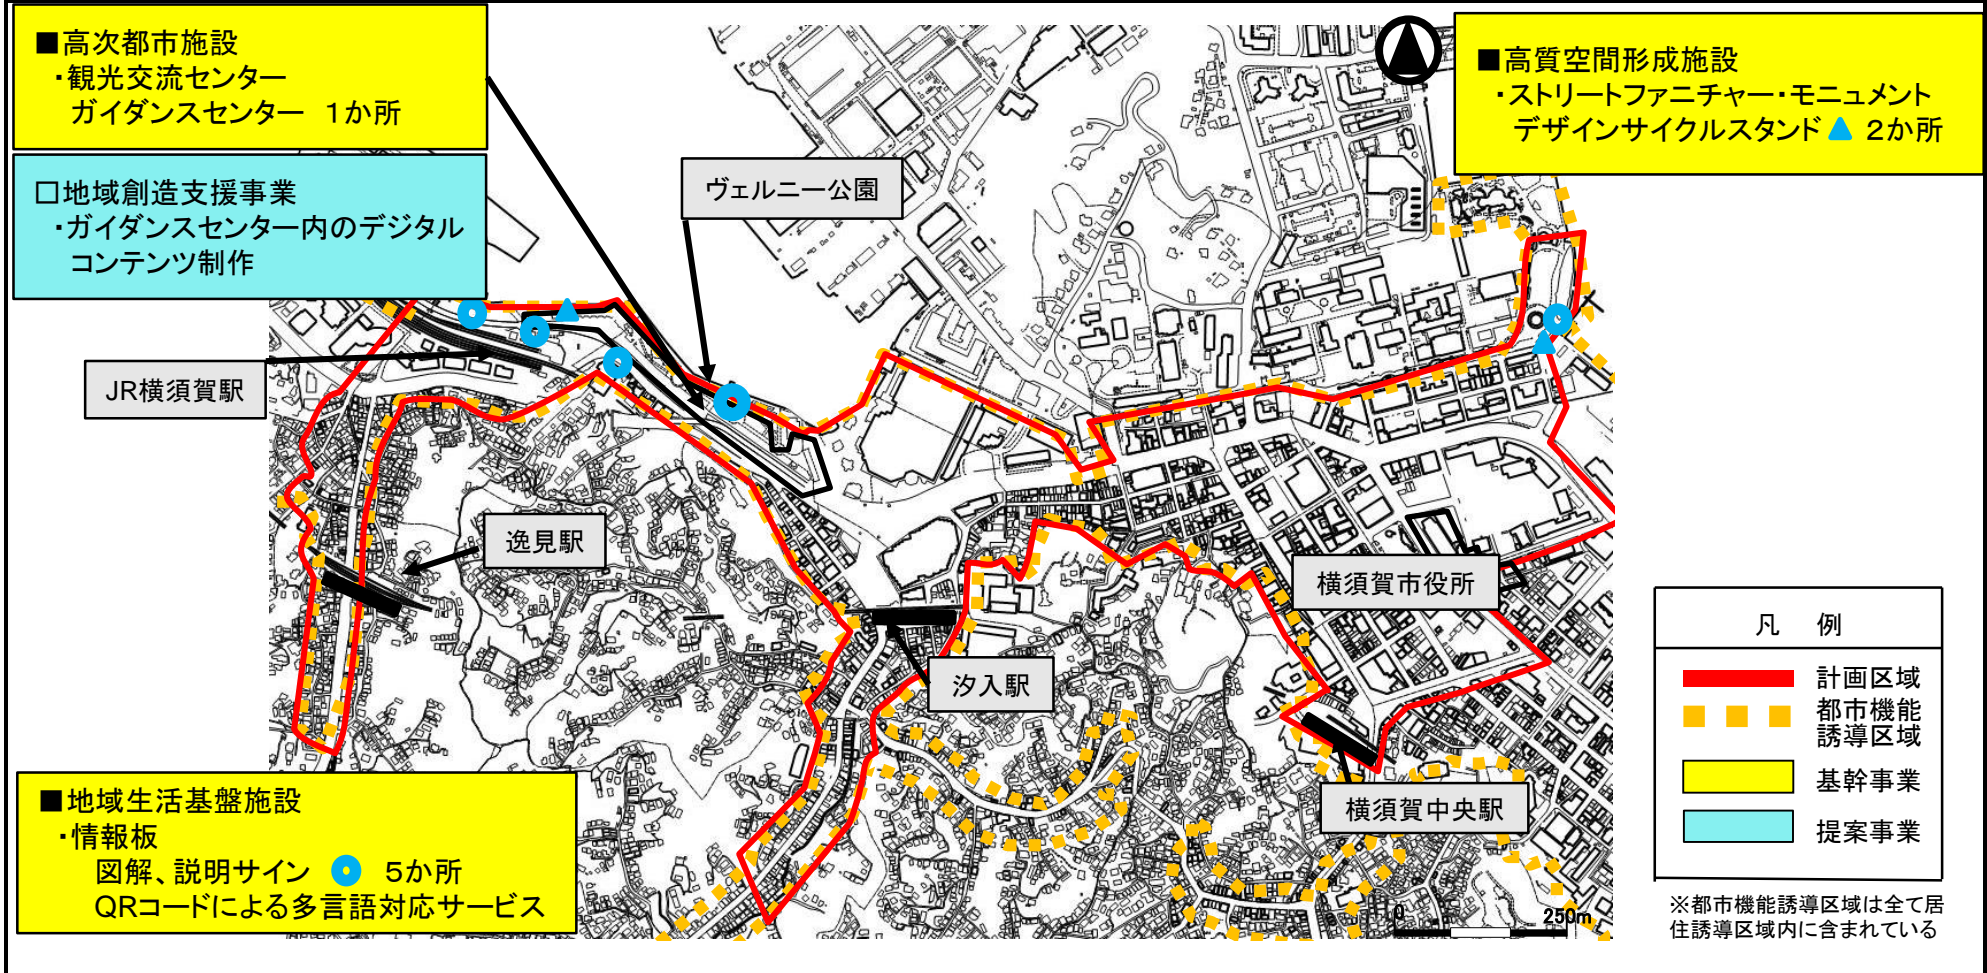 ■高次都市施設
・観光交流センター
ガイダンスセンター 1か所
□地域創造支援事業
・ガイダンスセンター内のデジタル
コンテンツ制作
■高質空間形成施設
・ストリートファニチャー・モニュメント
デザインサイクルスタンド 2か所
ヴェルニー公園
JR横須賀駅
逸見駅
汐入駅
横須賀市役所
横須賀中央駅
■地域生活基盤施設
・情報板
図解、説明サイン 5か所
QRコードによる多言語対応サービス
0 250m
凡 例
計画区域
都市機能
誘導区域
基幹事業
提案事業
※都市機能誘導区域は全て居
住誘導区域内に含まれている